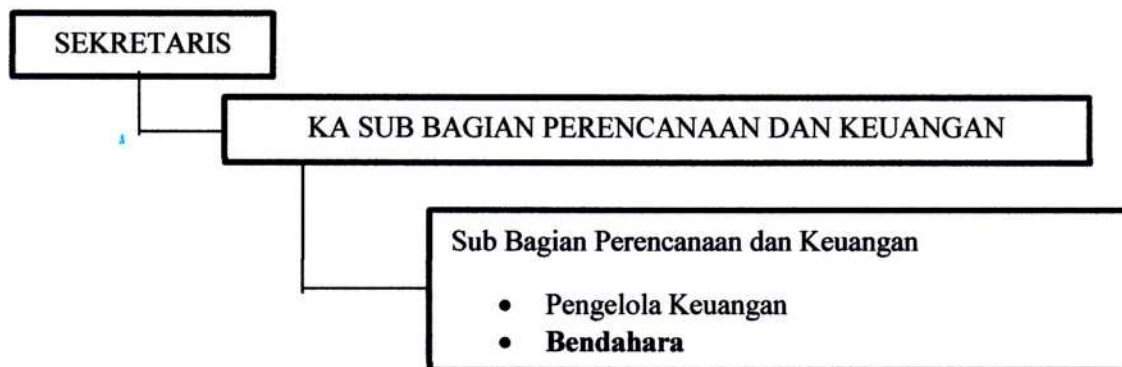 SEKRETARIS
KA SUB BAGIAN PERENCANAAN DAN KEUANGAN
Sub Bagian Perencanaan dan Keuangan
• Pengelola Keuangan
• Bendahara